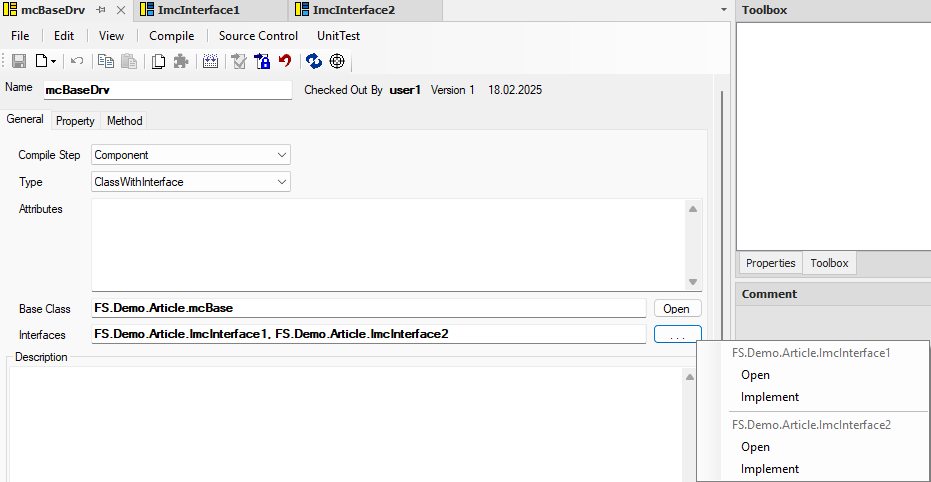 mcBaseDrv ImcInterface1 ImcInterface2
File Edit View Compile Source Control UnitTest
Name mcBaseDrv Checked Out By user1 Version 1 18.02.2025
General Property Method
Compile Step Component
Type ClassWithInterface
Attributes
Base Class FS.Demo.Article.mcBase Open
Interfaces FS.Demo.Article.ImcInterface1, FS.Demo.Article.ImcInterface2 ...
Description
Toolbox
Properties Toolbox
Comment
FS.Demo.Article.ImcInterface1
Open
Implement
FS.Demo.Article.ImcInterface2
Open
Implement